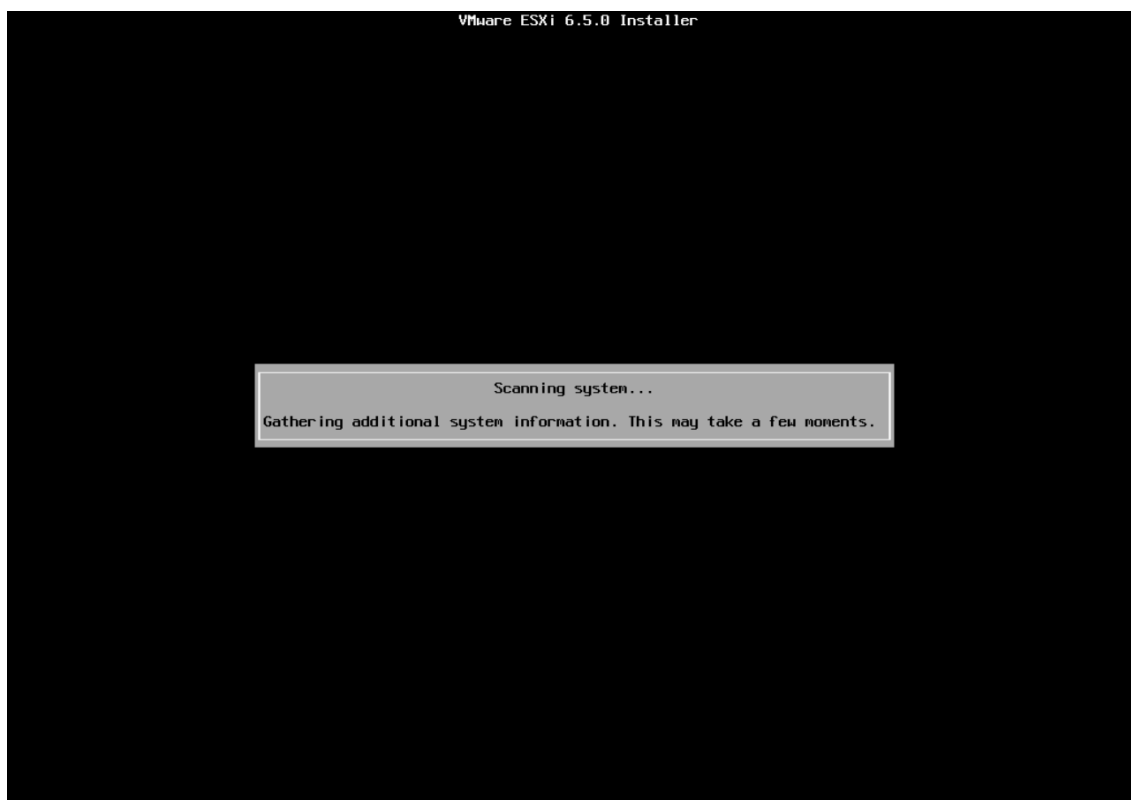 VMware ESXi 6.5.0 Installer
Scanning system...
Gathering additional system information. This may take a few moments.